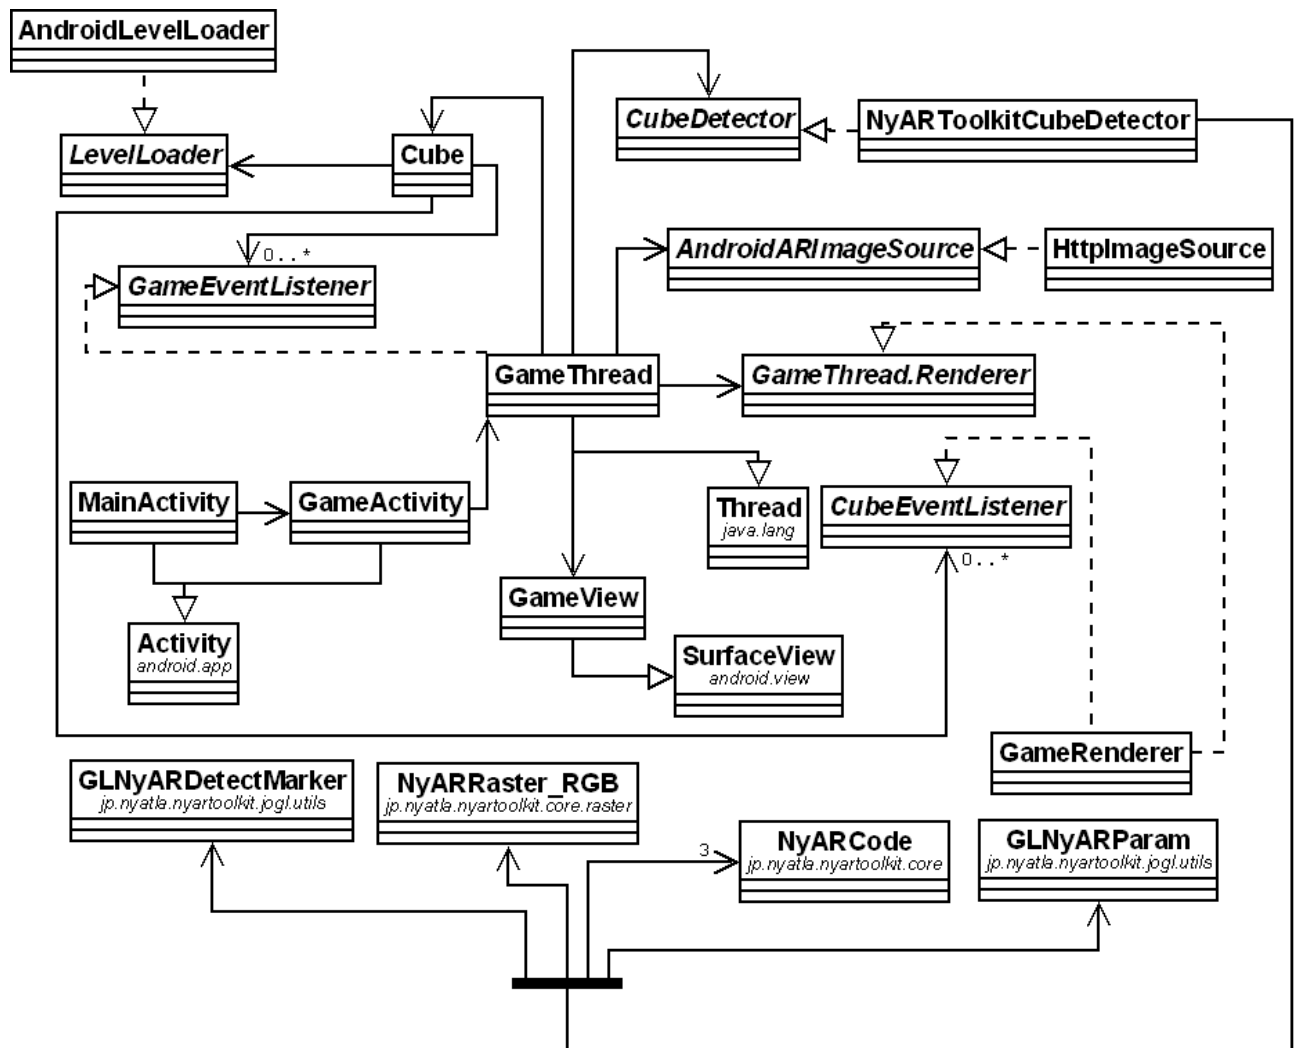 AndroidLevelLoader
CubeDetector
NyARToolkitCubeDetector
LevelLoader
Cube
0..*
GameEventListener
AndroidARImageSource
HttpImageSource
GameThread
GameThread.Renderer
MainActivity
GameActivity
Thread
java.lang
CubeEventListener
0..*
GameView
Activity
android.app
SurfaceView
android.view
GameRenderer
GLNyARDetectMarker
jp.nyatla.nyartoolkit.jogl.utils
NyARRaster_RGB
jp.nyatla.nyartoolkit.core.raster
3
NyARCode
jp.nyatla.nyartoolkit.core
GLNyARParam
jp.nyatla.nyartoolkit.jogl.utils